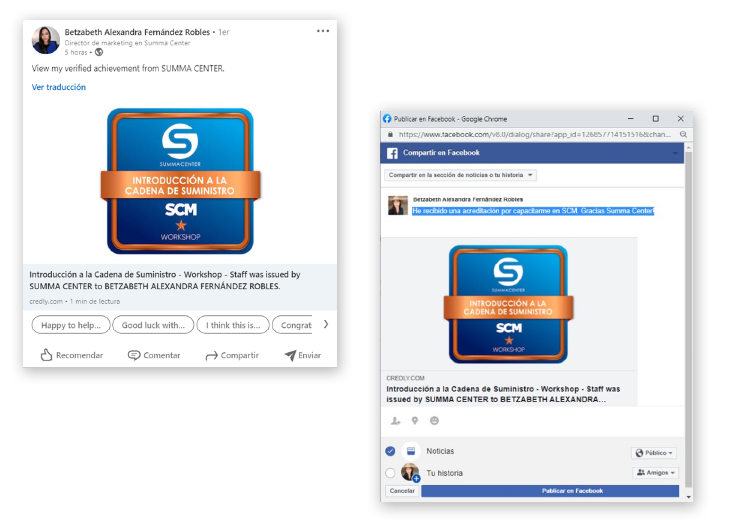 Betzabeth Alexandra Fernández Robles • 1er
Director de marketing en Summa Center
5 horas •
View my verified achievement from SUMMA CENTER.
Ver traducción
S
SUMMACENTER
INTRODUCCIÓN A LA
CADENA DE SUMINISTRO
SCM
WORKSHOP
Introducción a la Cadena de Suministro - Workshop - Staff was issued by
SUMMA CENTER to BETZABETH ALEXANDRA FERNÁNDEZ ROBLES.
credly.com • 1 min de lectura
Happy to help...
Good luck with...
I think this is...
Congrat
Recomendar
Comentar
Compartir
Enviar
Publicar en Facebook - Google Chrome
https://www.facebook.com/v6.0/dialog/share?app_id=1268577141515516&chan...
Compartir en Facebook
Compartir en la sección de noticias o tu historia
Betzabeth Alexandra Fernández Robles
He recibido una acreditación por capacitarme en SCM. Gracias Summa Center!
S
SUMMACENTER
INTRODUCCIÓN A LA
CADENA DE SUMINISTRO
SCM
WORKSHOP
CREDLY.COM
Introducción a la Cadena de Suministro - Workshop - Staff was
issued by SUMMA CENTER to BETZABETH ALEXANDRA...
Noticias
Público
Tu historia
Amigos
Cancelar
Publicar en Facebook